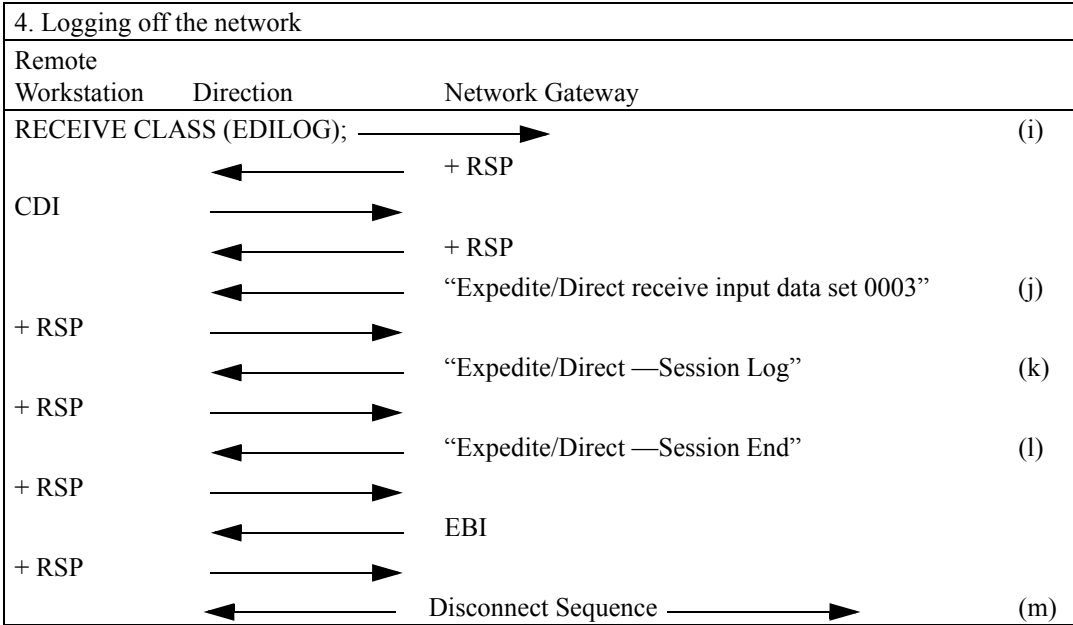 4. Logging off the network
Remote
Workstation Direction Network Gateway
RECEIVE CLASS (EDILOG); (i)
+ RSP
CDI
+ RSP
“Expedite/Direct receive input data set 0003” (j)
+ RSP
“Expedite/Direct —Session Log” (k)
+ RSP
“Expedite/Direct —Session End” (l)
+ RSP
EBI
+ RSP
Disconnect Sequence (m)